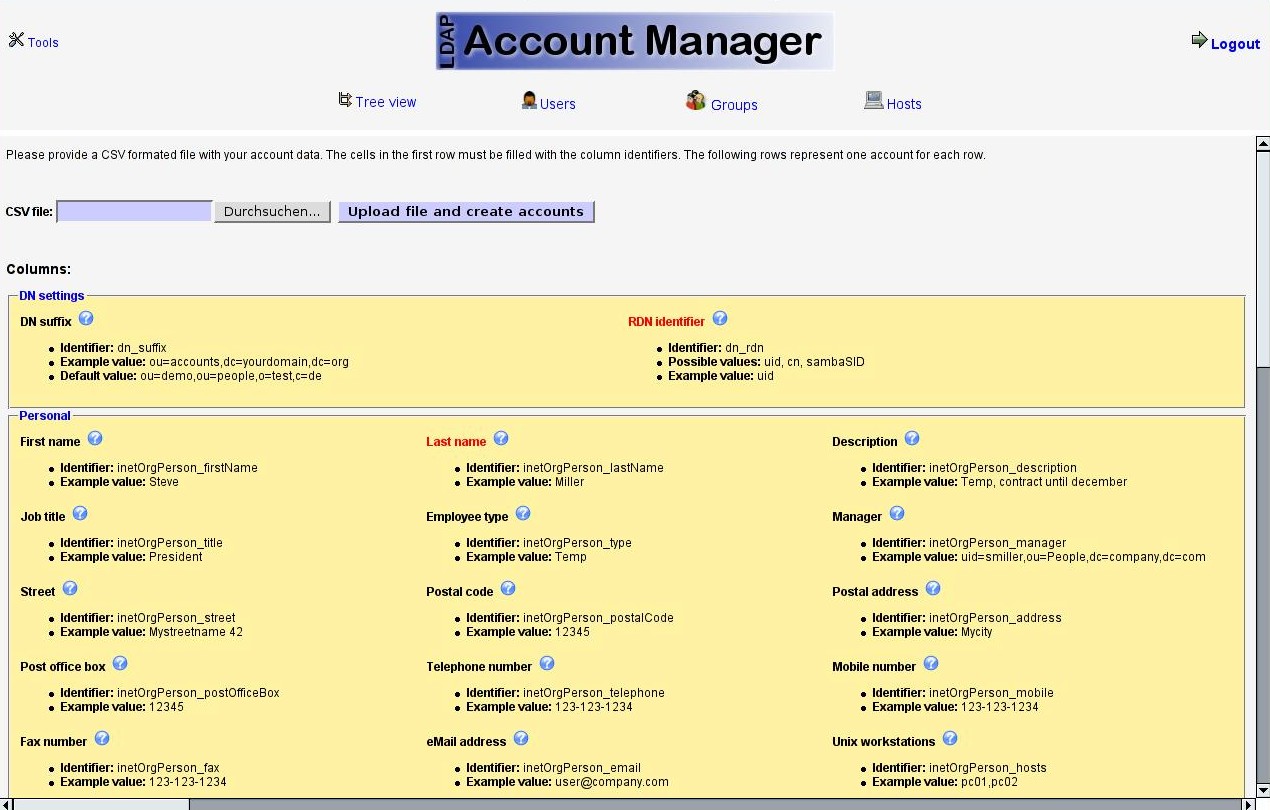 Tools
LDAP Account Manager
Logout
Tree view Users Groups Hosts
Please provide a CSV formated file with your account data. The cells in the first row must be filled with the column identifiers. The following rows represent one account for each row.
CSV file: Durchsuchen... Upload file and create accounts
Columns:
DN settings
DN suffix RDN identifier
Identifier: dn_suffix Identifier: dn_rdn
Example value: ou=accounts,dc=yourdomain,dc=org Possible values: uid, cn, sambaSID
Default value: ou=demo,ou=people,o=test,c=de Example value: uid
Personal
First name Last name Description
Identifier: inetOrgPerson_firstName Identifier: inetOrgPerson_lastName Identifier: inetOrgPerson_description
Example value: Steve Example value: Miller Example value: Temp, contract until december
Job title Employee type Manager
Identifier: inetOrgPerson_title Identifier: inetOrgPerson_type Identifier: inetOrgPerson_manager
Example value: President Example value: Temp Example value: uid=smiller,ou=People,dc=company,dc=com
Street Postal code Postal address
Identifier: inetOrgPerson_street Identifier: inetOrgPerson_postalCode Identifier: inetOrgPerson_address
Example value: Mystreetname 42 Example value: 12345 Example value: Mycity
Post office box Telephone number Mobile number
Identifier: inetOrgPerson_postOfficeBox Identifier: inetOrgPerson_telephone Identifier: inetOrgPerson_mobile
Example value: 12345 Example value: 123-123-1234 Example value: 123-123-1234
Fax number eMail address Unix workstations
Identifier: inetOrgPerson_fax Identifier: inetOrgPerson_email Identifier: inetOrgPerson_hosts
Example value: 123-123-1234 Example value: user@company.com Example value: pc01,pc02